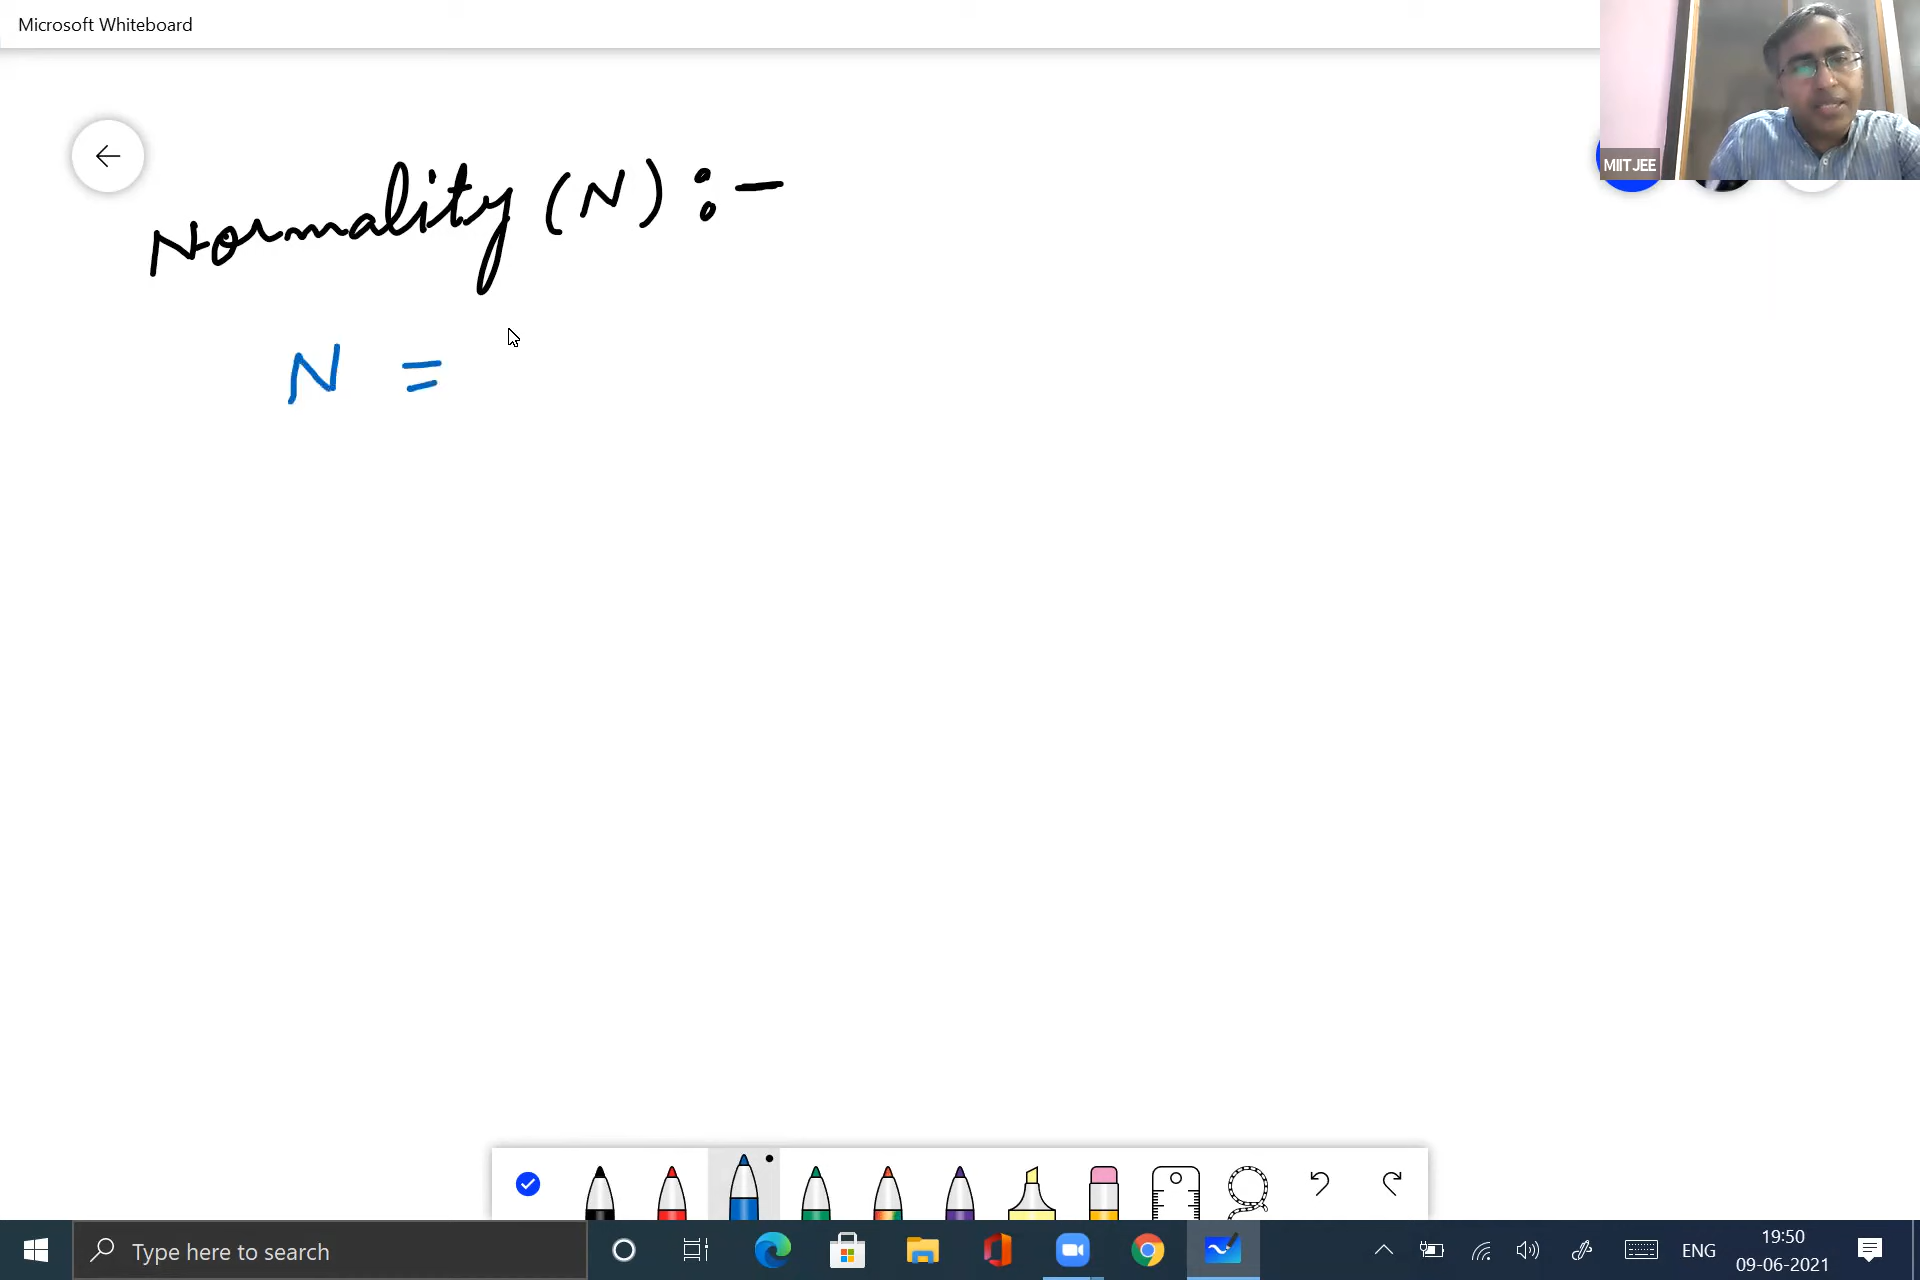 Microsoft Whiteboard
MIIT JEE
Normality (N) :-
N =
Type here to search
ENG
19:50
09-06-2021